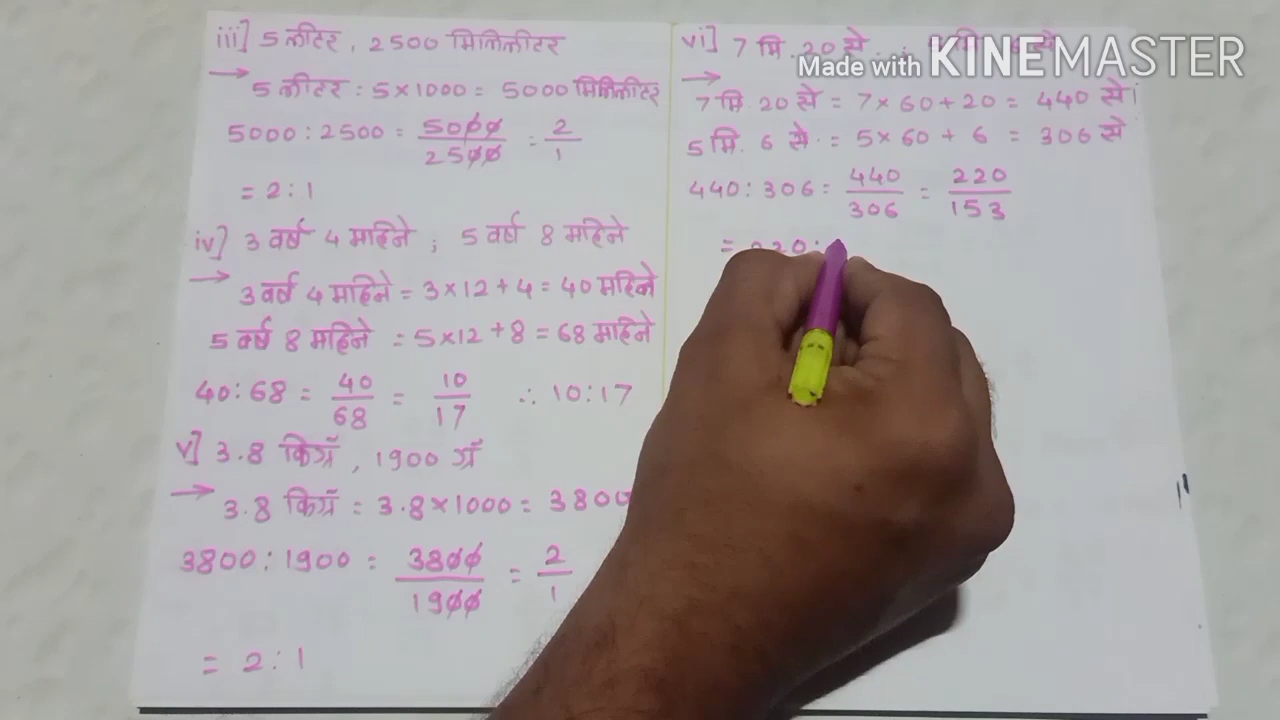 iii] 5 लीटर, 2500 मिलिलीटर
→ 5 लीटर = 5×1000 = 5000 मिलिलीटर
5000 : 2500 = 5000/2500 = 2/1
= 2 : 1
iv] 3 वर्ष 4 महिने ; 5 वर्ष 8 महिने
→ 3 वर्ष 4 महिने = 3×12+4 = 40 महिने
5 वर्ष 8 महिने = 5×12+8 = 68 महिने
40:68 = 40/68 = 10/17 ∴ 10:17
v] 3.8 किग्रॅ, 1900 ग्रॅ
→ 3.8 किग्रॅ = 3.8×1000 = 3800
3800 : 1900 = 3800/1900 = 2/1
= 2 : 1
vi] 7 मि. 20 से
→
7 मि. 20 से = 7×60+20 = 440 से
5 मि. 6 से. = 5×60+6 = 306 से
440 : 306 = 440/306 = 220/153
= 220 :
Made with KINEMASTER